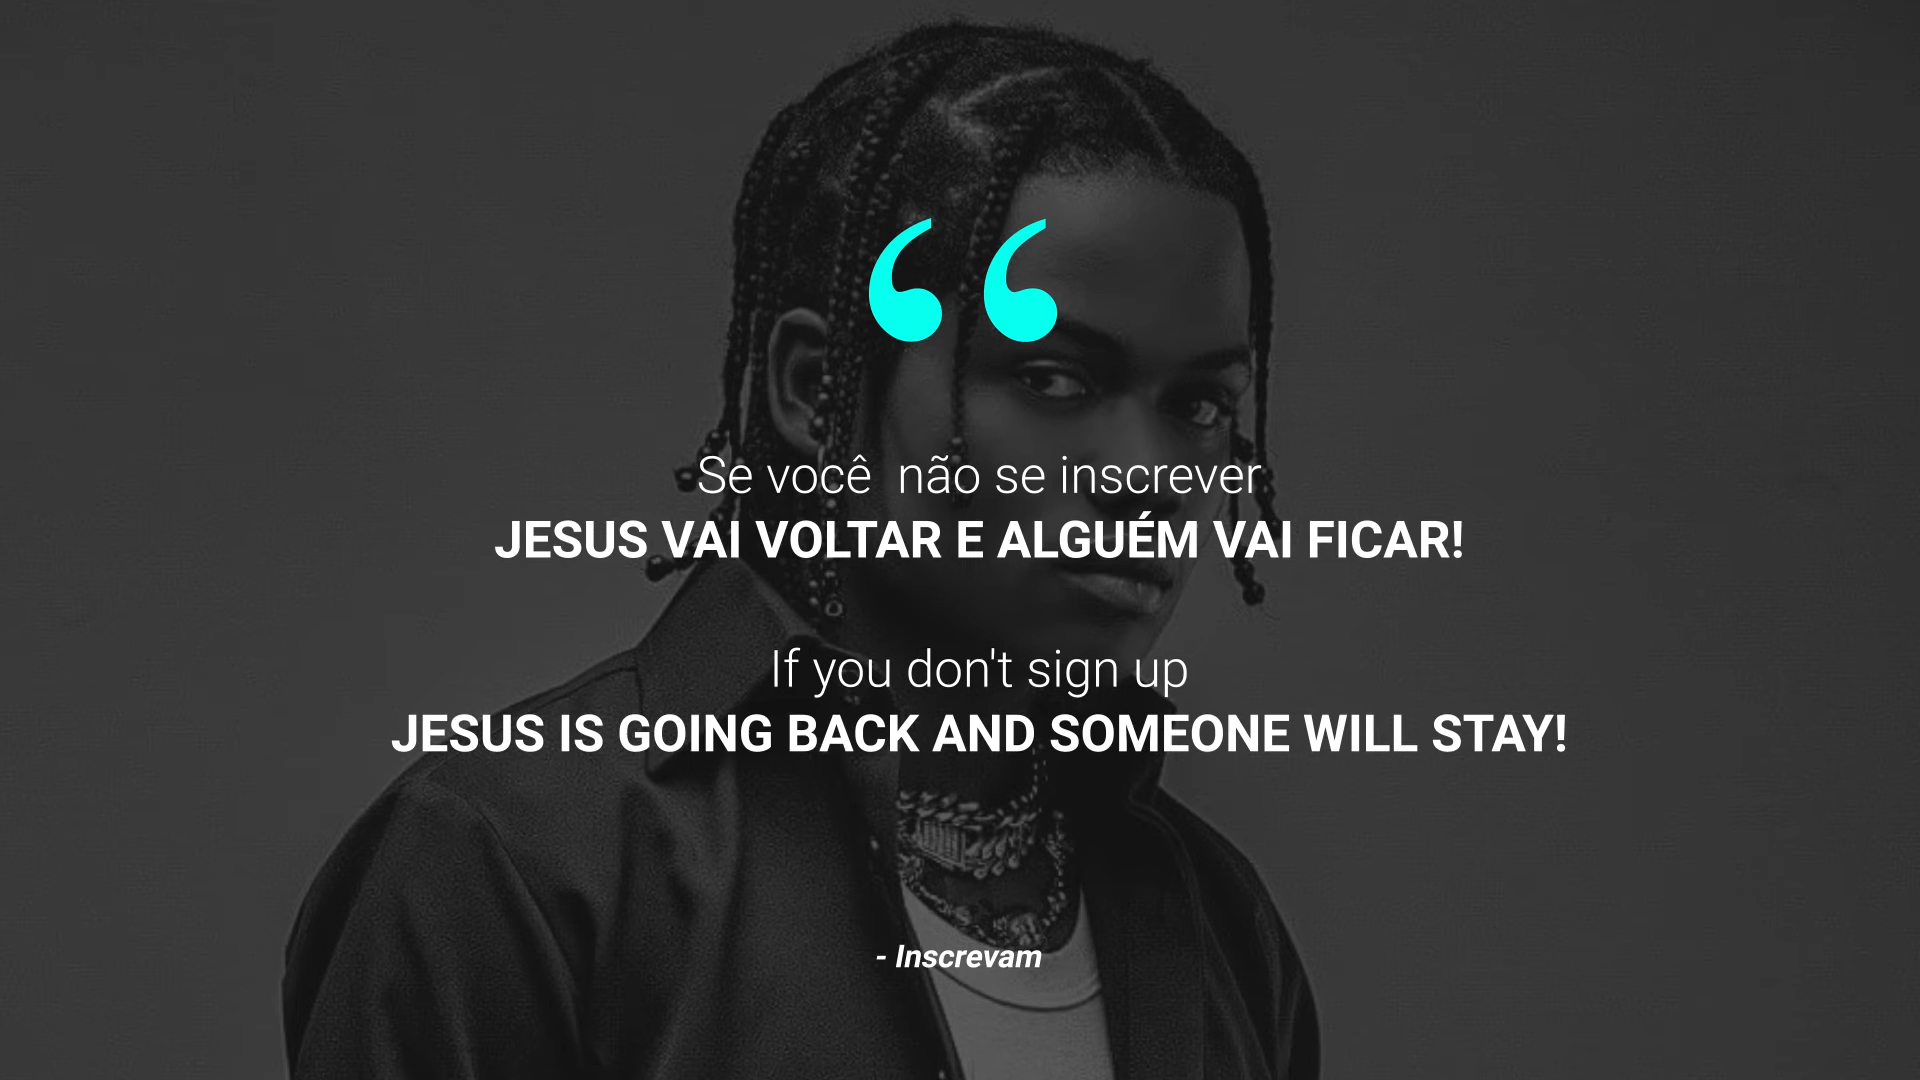 “
Se você  não se inscrever
JESUS VAI VOLTAR E ALGUÉM VAI FICAR!
If you don't sign up
JESUS IS GOING BACK AND SOMEONE WILL STAY!
- Inscrevam